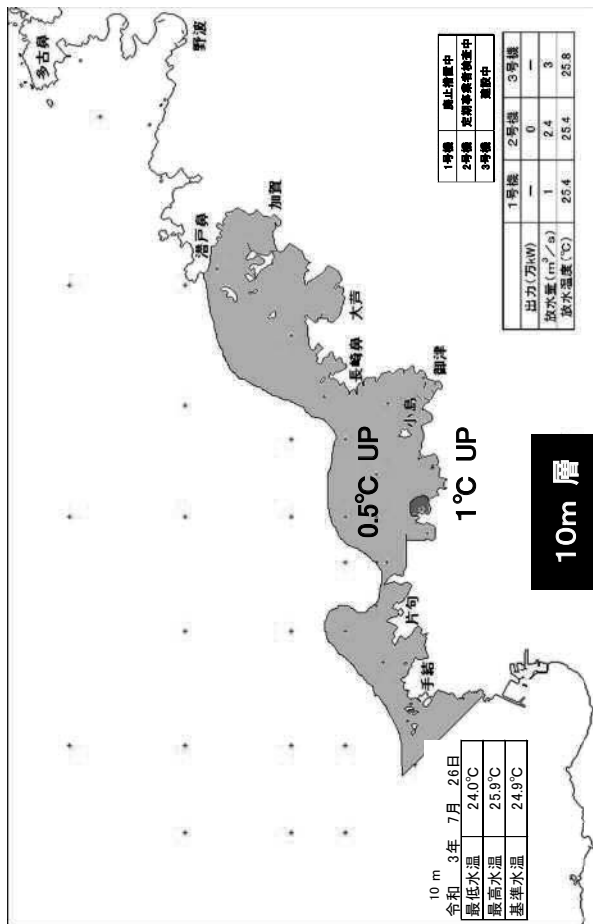 多古鼻
野波
潜戸鼻
加賀
大芦
長崎鼻
御津
小島
0.5℃ UP
1℃ UP
片句
手結
10m 層
1号機 廃止措置中
2号機 定期事業者検査中
3号機 建設中
1号機 2号機 3号機
出力(万kW) － 0 －
放水量(m³/s) 1 2.4 3
放水温度(℃) 25.4 25.4 25.8
10 m
令和 3年 7月 26日
最低水温 24.0℃
最高水温 25.9℃
基準水温 24.9℃